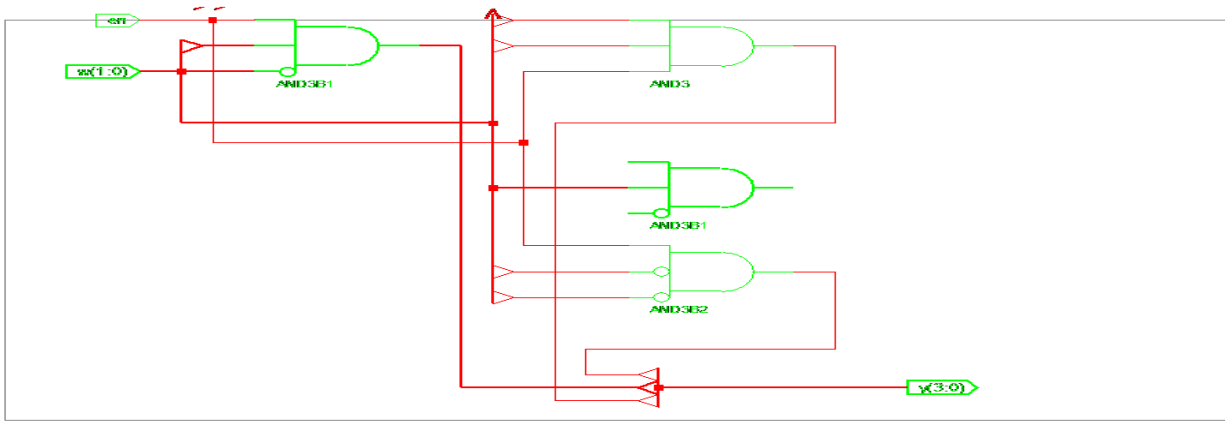 en
w(1:0)
AND3B1
AND3
AND3B1
AND3B2
y(3:0)